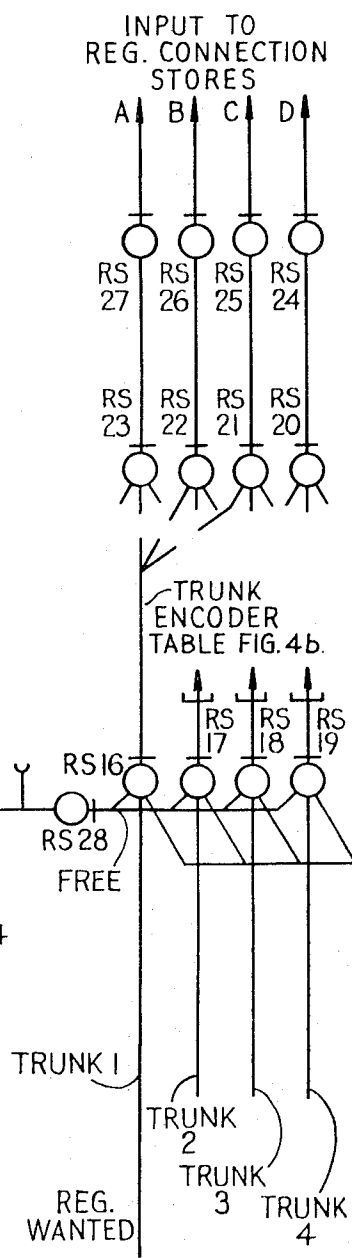 INPUT TO
REG. CONNECTION
STORES
A B C D
RS RS RS RS
27 26 25 24
RS RS RS RS
23 22 21 20
TRUNK
ENCODER
TABLE FIG. 4b.
RS RS RS
17 18 19
RS16
RS28
FREE
TRUNK 1
TRUNK
2
TRUNK
3
TRUNK
4
REG.
WANTED